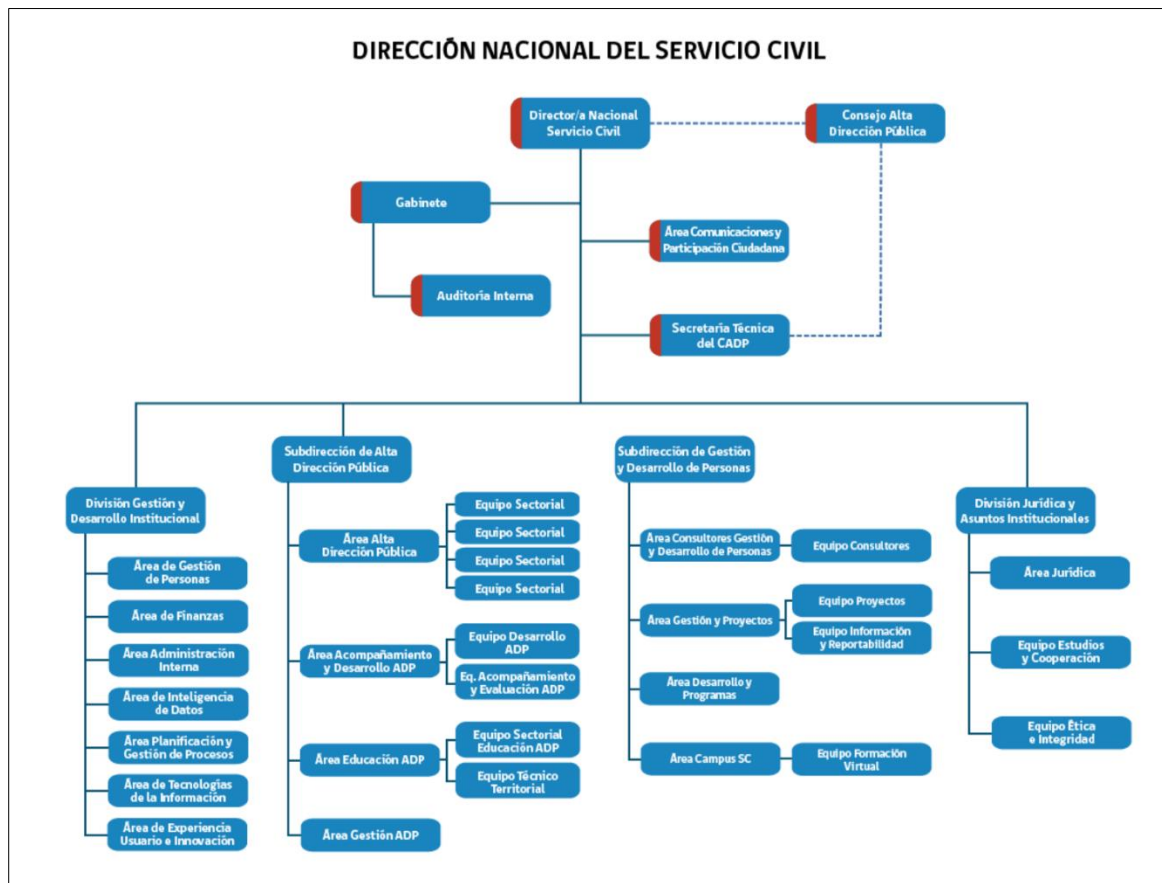 DIRECCIÓN NACIONAL DEL SERVICIO CIVIL
Director/a Nacional
Servicio Civil
Consejo Alta
Dirección Pública
Gabinete
Área Comunicaciones y
Participación Ciudadana
Auditoría Interna
Secretaria Técnica
del CADP
División Gestión y
Desarrollo Institucional
Área de Gestión
de Personas
Área de Finanzas
Área Administración
Interna
Área de Inteligencia
de Datos
Área Planificación y
Gestión de Procesos
Área de Tecnologías
de la Información
Área de Experiencia
Usuario e Innovación
Subdirección de Alta
Dirección Pública
Área Alta
Dirección Pública
Equipo Sectorial
Equipo Sectorial
Equipo Sectorial
Equipo Sectorial
Área Acompañamiento
y Desarrollo ADP
Equipo Desarrollo
ADP
Eq. Acompañamiento
y Evaluación ADP
Área Educación ADP
Equipo Sectorial
Educación ADP
Equipo Técnico
Territorial
Área Gestión ADP
Subdirección de Gestión
y Desarrollo de Personas
Área Consultores Gestión
y Desarrollo de Personas
Equipo Consultores
Área Gestión y Proyectos
Equipo Proyectos
Equipo Información
y Reportabilidad
Área Desarrollo y
Programas
Área Campus SC
Equipo Formación
Virtual
División Jurídica y
Asuntos Institucionales
Área Jurídica
Equipo Estudios
y Cooperación
Equipo Ética
e Integridad